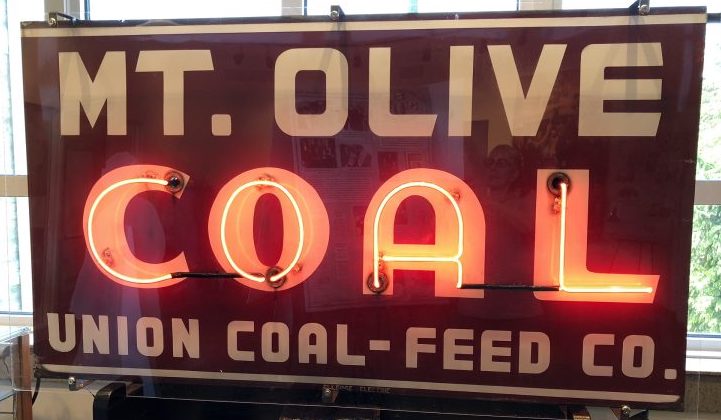 MT. OLIVE
COAL
UNION COAL-FEED CO.